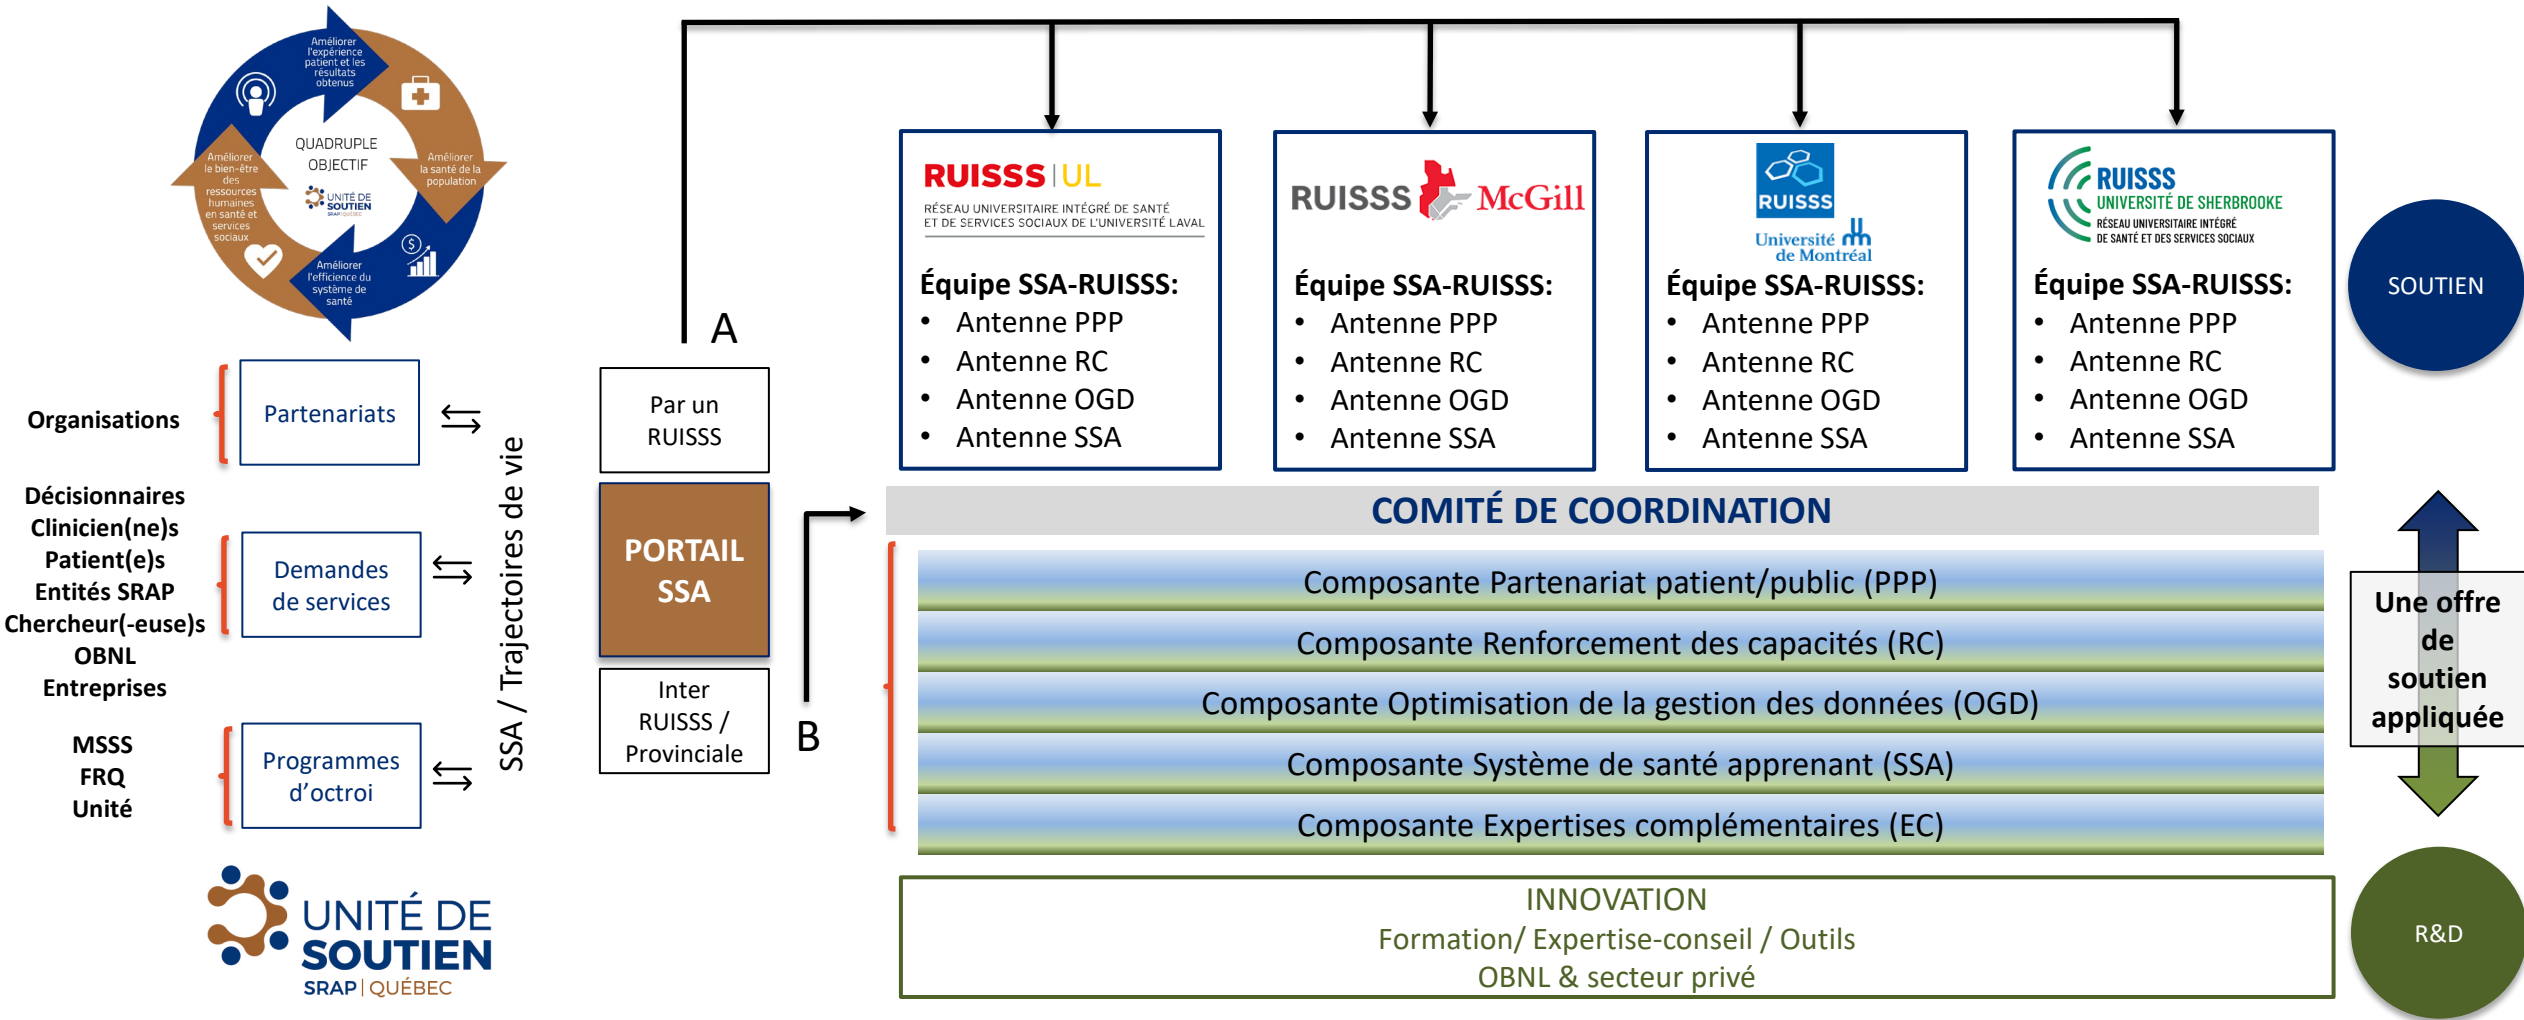 Améliorer
l'expérience
patient et les
résultats
obtenus
Améliorer
la santé de la
population
Améliorer
l'efficience du
système de
santé
Améliorer
le bien-être
des
ressources
humaines
en santé et
services
sociaux
QUADRUPLE
OBJECTIF
UNITÉ DE
SOUTIEN
SRAP | QUÉBEC
Organisations
Partenariats
Décisionnaires
Clinicien(ne)s
Patient(e)s
Entités SRAP
Chercheur(-euse)s
OBNL
Entreprises
Demandes
de services
MSSS
FRQ
Unité
Programmes
d'octroi
SSA / Trajectoires de vie
UNITÉ DE
SOUTIEN
SRAP | QUÉBEC
A
Par un
RUISSS
PORTAIL
SSA
Inter
RUISSS /
Provinciale
B
RUISSS | UL
RÉSEAU UNIVERSITAIRE INTÉGRÉ DE SANTÉ
ET DE SERVICES SOCIAUX DE L'UNIVERSITÉ LAVAL
Équipe SSA-RUISSS:
• Antenne PPP
• Antenne RC
• Antenne OGD
• Antenne SSA
RUISSS McGill
Équipe SSA-RUISSS:
• Antenne PPP
• Antenne RC
• Antenne OGD
• Antenne SSA
RUISSS
Université
de Montréal
Équipe SSA-RUISSS:
• Antenne PPP
• Antenne RC
• Antenne OGD
• Antenne SSA
RUISSS
UNIVERSITÉ DE SHERBROOKE
RÉSEAU UNIVERSITAIRE INTÉGRÉ
DE SANTÉ ET DES SERVICES SOCIAUX
Équipe SSA-RUISSS:
• Antenne PPP
• Antenne RC
• Antenne OGD
• Antenne SSA
COMITÉ DE COORDINATION
Composante Partenariat patient/public (PPP)
Composante Renforcement des capacités (RC)
Composante Optimisation de la gestion des données (OGD)
Composante Système de santé apprenant (SSA)
Composante Expertises complémentaires (EC)
INNOVATION
Formation/ Expertise-conseil / Outils
OBNL & secteur privé
SOUTIEN
Une offre
de
soutien
appliquée
R&D